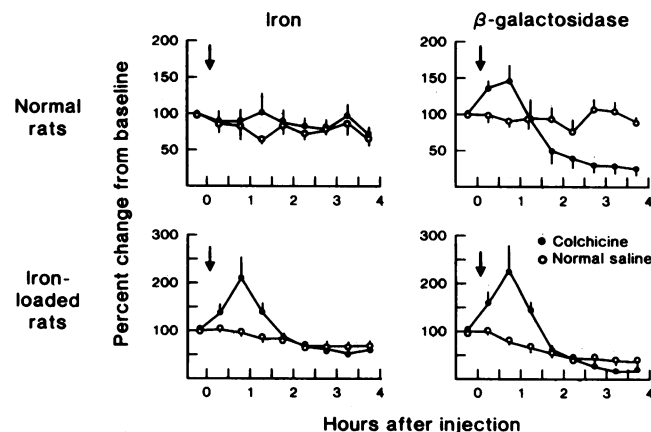 Iron
β-galactosidase
Normal
rats
Iron-
loaded
rats
Percent change from baseline
200
150
100
50
0 1 2 3 4
200
150
100
50
0 1 2 3 4
300
200
100
0 1 2 3 4
300
200
100
0 1 2 3 4
Colchicine
Normal saline
Hours after injection